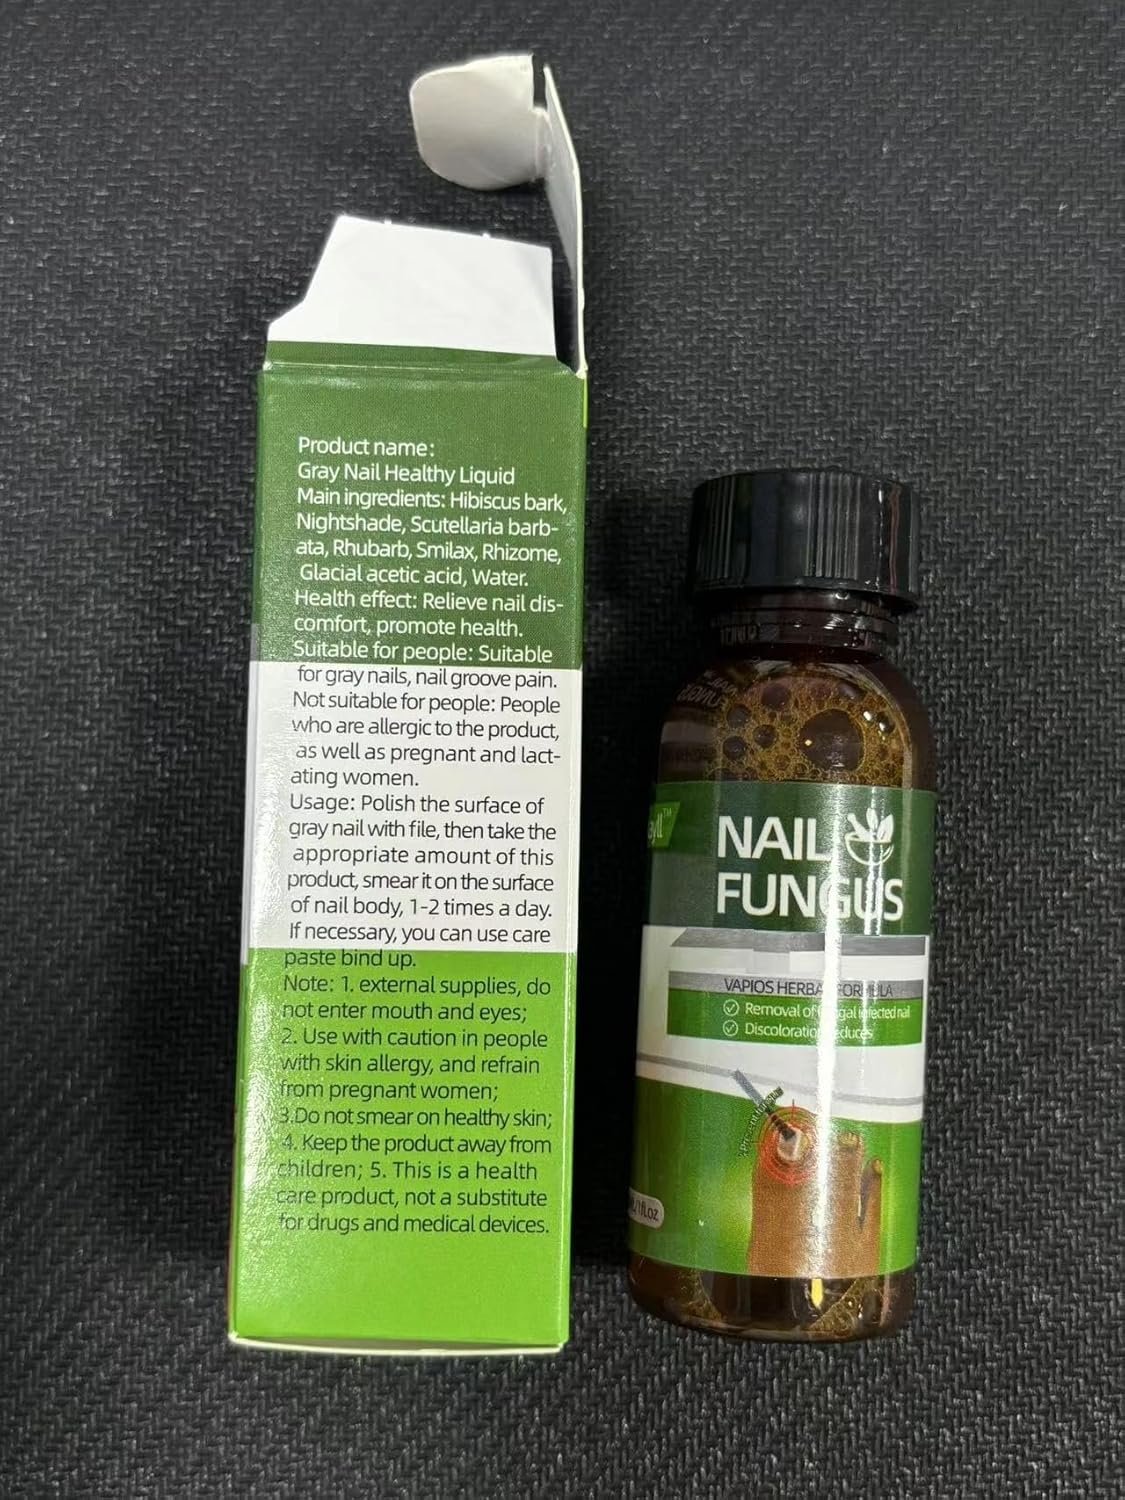 Product name:
Gray Nail Healthy Liquid
Main ingredients: Hibiscus bark,
Nightshade, Scutellaria barb-
ata, Rhubarb, Smilax, Rhizome,
Glacial acetic acid, Water.
Health effect: Relieve nail dis-
comfort, promote health.
Suitable for people: Suitable
for gray nails, nail groove pain.
Not suitable for people: People
who are allergic to the product,
as well as pregnant and lact-
ating women.
Usage: Polish the surface of
gray nail with file, then take the
appropriate amount of this
product, smear it on the surface
of nail body, 1-2 times a day.
If necessary, you can use care
paste bind up.
Note: 1. external supplies, do
not enter mouth and eyes;
2. Use with caution in people
with skin allergy, and refrain
from pregnant women;
3.Do not smear on healthy skin;
4. Keep the product away from
children; 5. This is a health
care product, not a substitute
for drugs and medical devices.
NAIL
FUNGUS
VAPIOS HERBAL FORMULA
Removal of fungal infected nail
Discoloration reduces
/1fl.oz